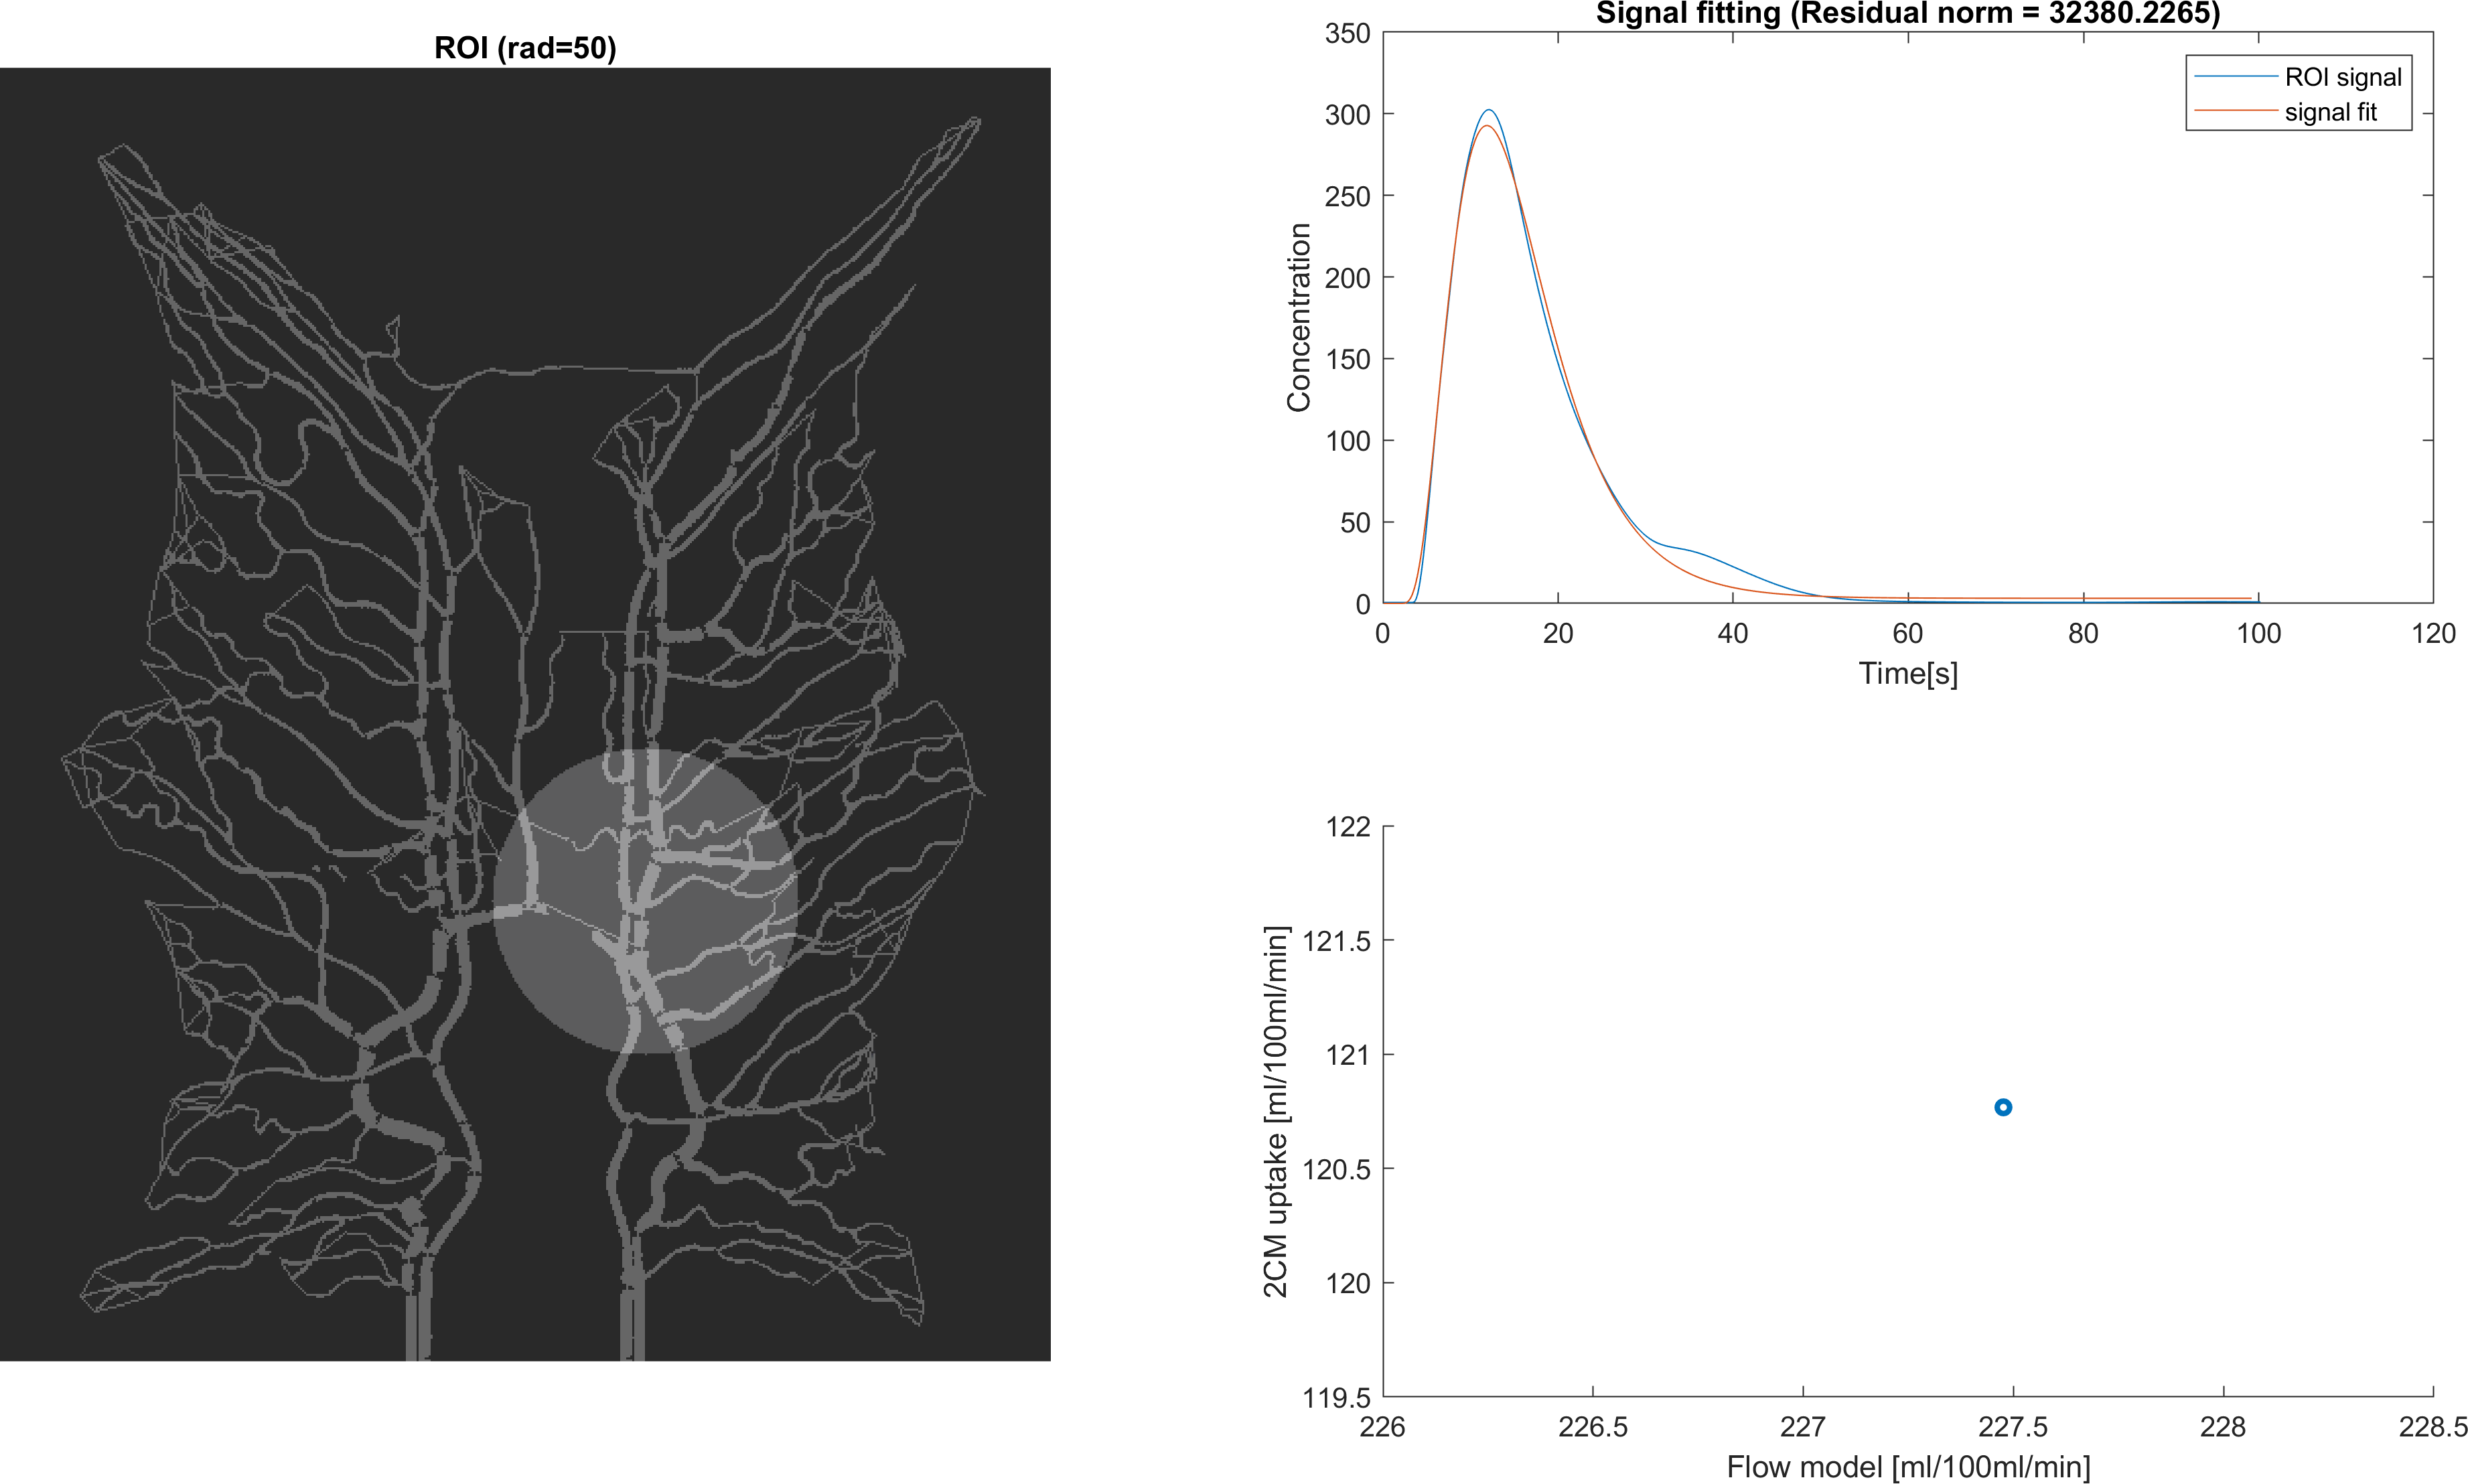 ROI (rad=50)
Signal fitting (Residual norm = 32380.2265)
350
300
250
200
150
100
50
0
Concentration
ROI signal
signal fit
0 20 40 60 80 100 120
Time[s]
122
121.5
121
120.5
120
119.5
2CM uptake [ml/100ml/min]
226 226.5 227 227.5 228 228.5
Flow model [ml/100ml/min]